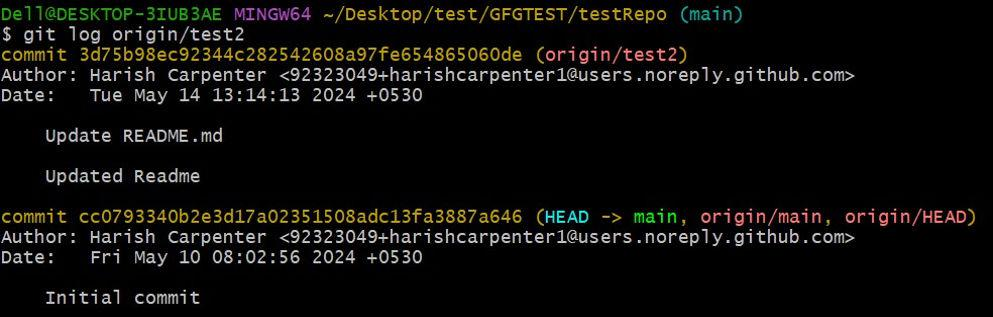 Dell@DESKTOP-3IUB3AE MINGW64 ~/Desktop/test/GFGTEST/testRepo (main)
$ git log origin/test2
commit 3d75b98ec92344c282542608a97fe654865060de (origin/test2)
Author: Harish Carpenter <92323049+harishcarpenter1@users.noreply.github.com>
Date:   Tue May 14 13:14:13 2024 +0530
    Update README.md
    Updated Readme
commit cc0793340b2e3d17a02351508adc13fa3887a646 (HEAD -> main, origin/main, origin/HEAD)
Author: Harish Carpenter <92323049+harishcarpenter1@users.noreply.github.com>
Date:   Fri May 10 08:02:56 2024 +0530
    Initial commit